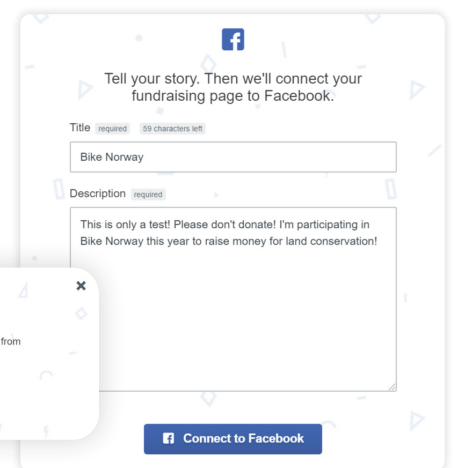 Tell your story. Then we'll connect your
fundraising page to Facebook.
Title required 59 characters left
Bike Norway
Description required
This is only a test! Please don't donate! I'm participating in
Bike Norway this year to raise money for land conservation!
from
Connect to Facebook